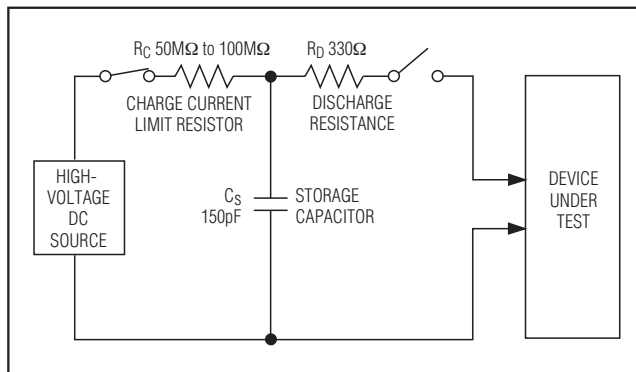 R_C 50MΩ to 100MΩ
CHARGE CURRENT
LIMIT RESISTOR
R_D 330Ω
DISCHARGE
RESISTANCE
HIGH-
VOLTAGE
DC
SOURCE
C_S
150pF
STORAGE
CAPACITOR
DEVICE
UNDER
TEST